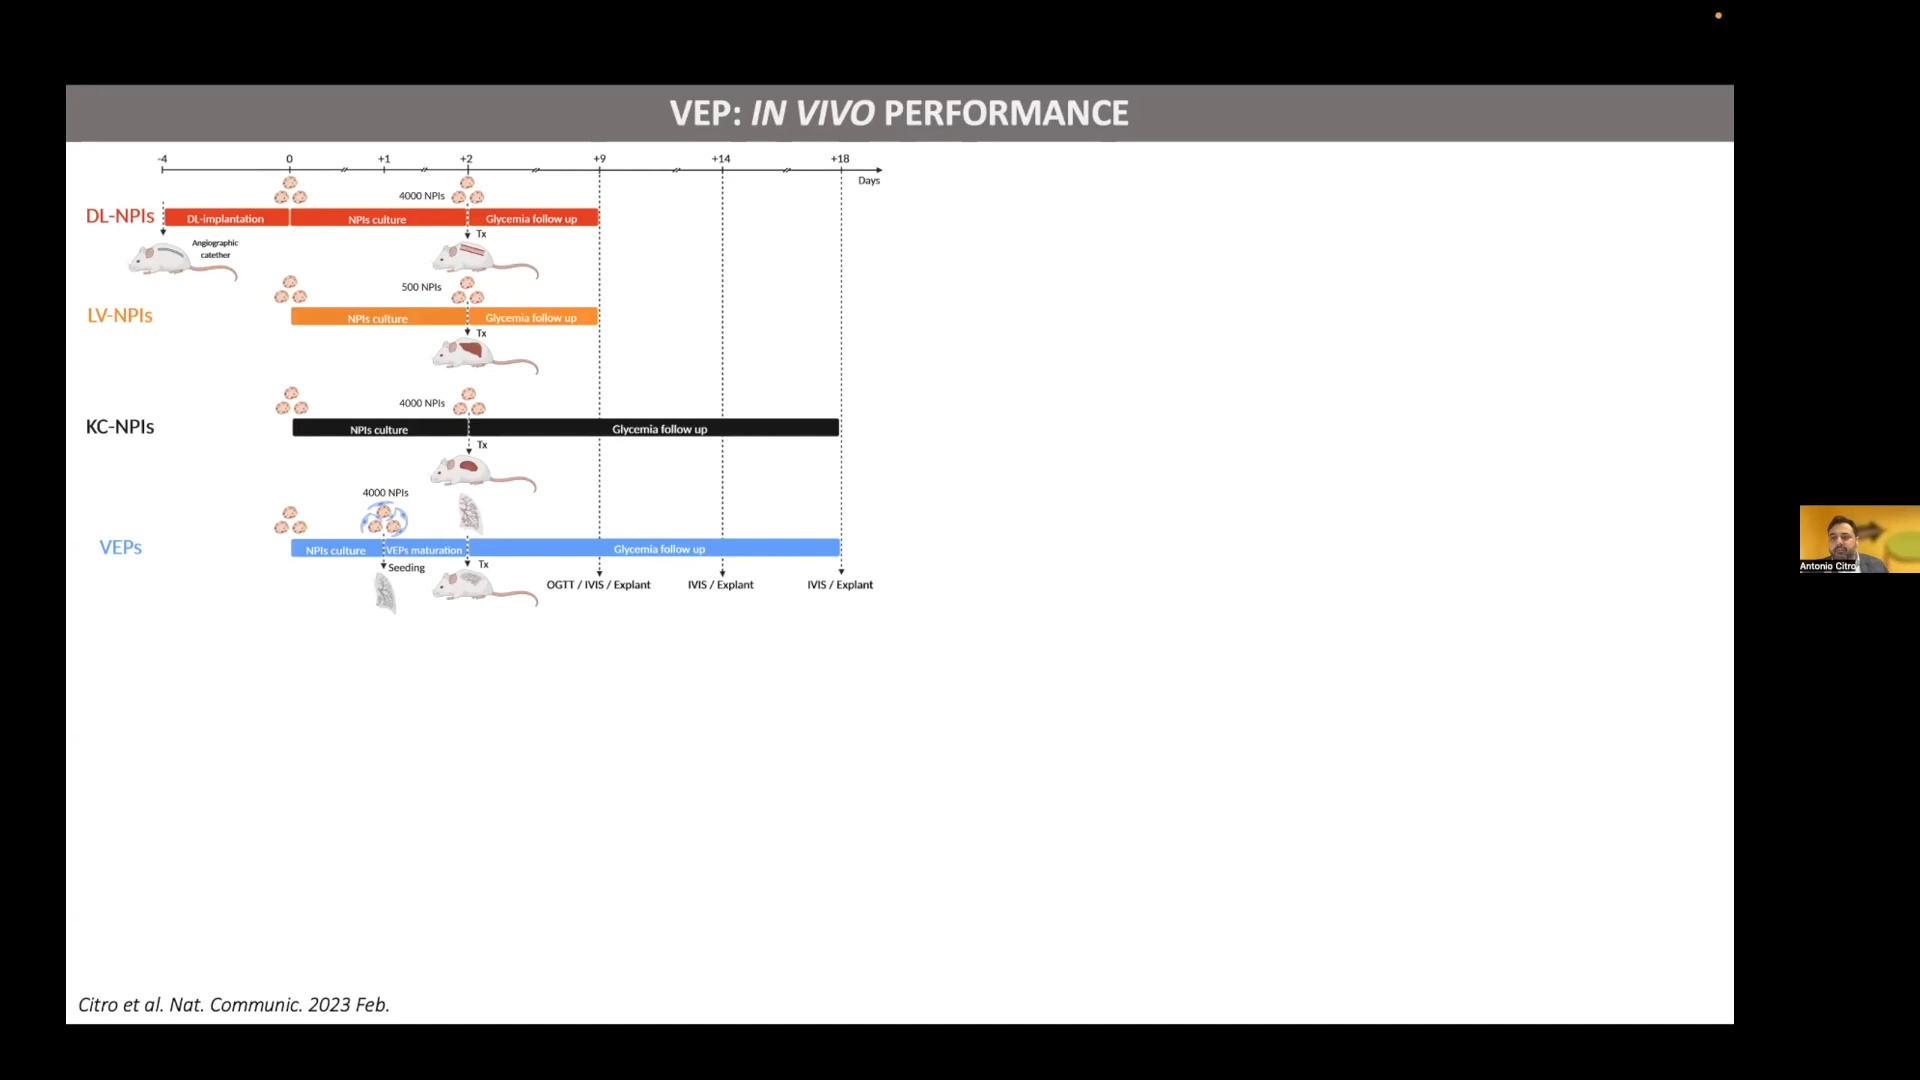 VEP: IN VIVO PERFORMANCE
-4 0 +1 +2 +9 +14 +18
Days
4000 NPIs
DL-NPIs DL-implantation NPIs culture Glycemia follow up
Tx
Angiographic
catether
500 NPIs
LV-NPIs NPIs culture Glycemia follow up
Tx
4000 NPIs
KC-NPIs NPIs culture Glycemia follow up
Tx
4000 NPIs
VEPs NPIs culture VEPs maturation Glycemia follow up
Seeding Tx
OGTT / IVIS / Explant IVIS / Explant IVIS / Explant
Antonio Citro
Citro et al. Nat. Communic. 2023 Feb.